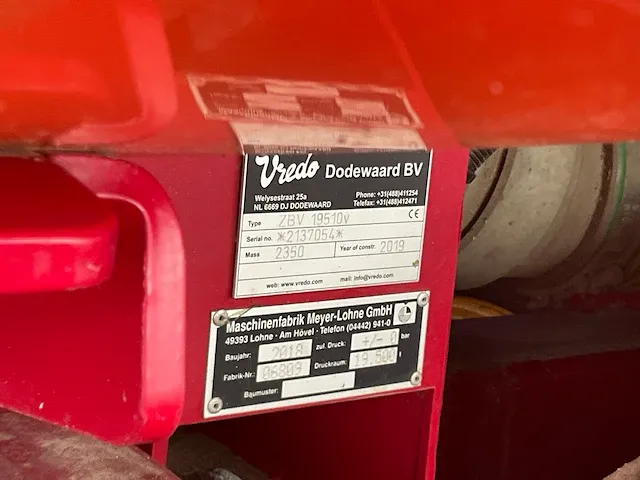 Vredo Dodewaard BV
Welysestraat 25a
NL 6669 DJ DODEWAARD
Phone: +31(488)411254
Telefax: +31(488)412471
Type ZBV 19510v CE
Serial no. *2137054*
Mass 2350 Year of constr. 2019
web: www.vredo.com mail: info@vredo.com
Maschinenfabrik Meyer-Lohne GmbH
49393 Lohne · Am Hövel · Telefon (04442) 941-0
Baujahr: 2018 zul. Druck: +/- 0 bar
Fabrik-Nr.: 06809 Druckraum: 19.500 l
Baumuster: